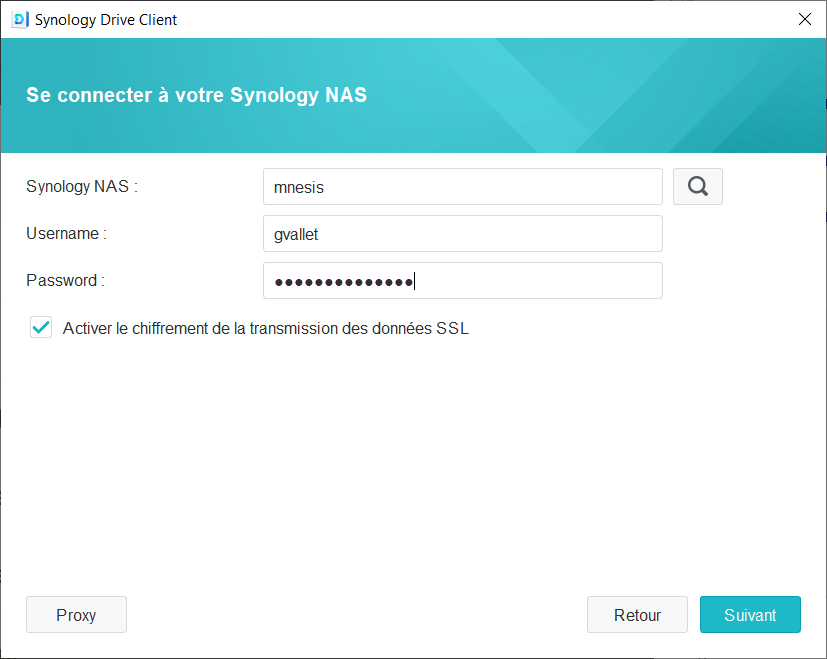 Synology Drive Client
Se connecter à votre Synology NAS
Synology NAS : mnesis
Username : gvallet
Password : ●●●●●●●●●●●●●●
Activer le chiffrement de la transmission des données SSL
Proxy Retour Suivant